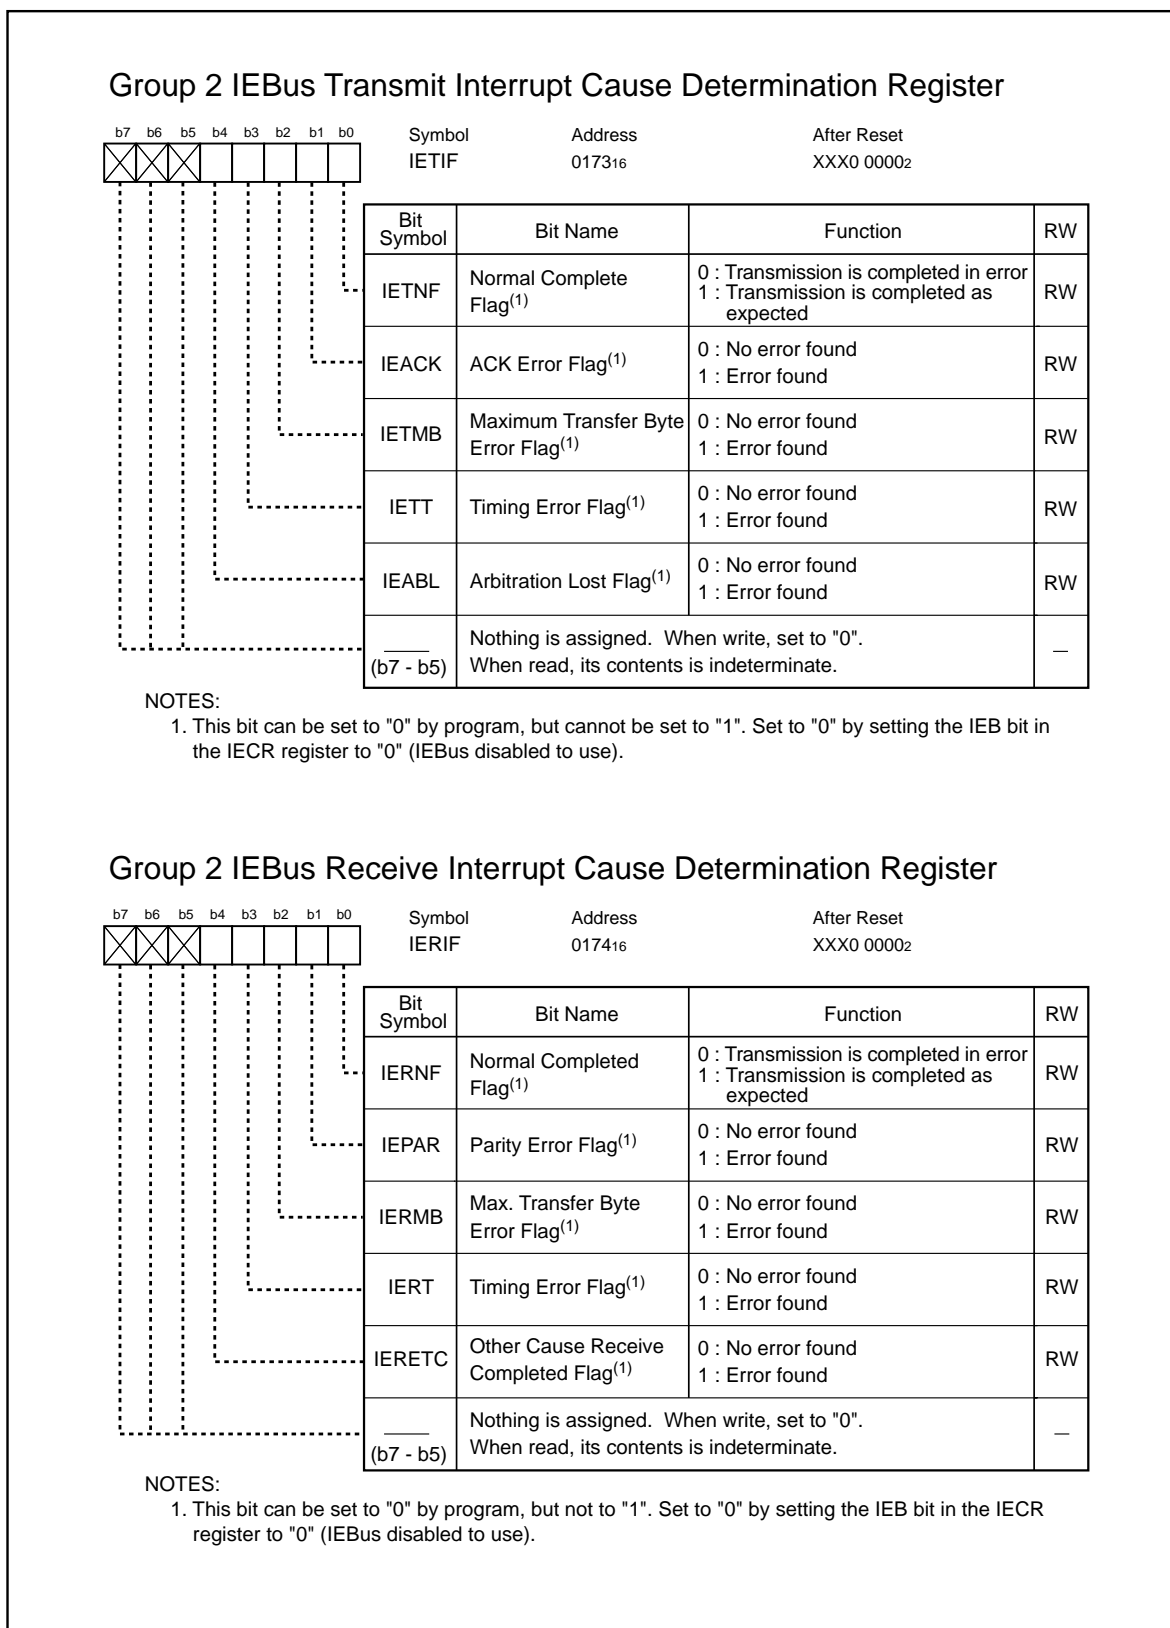 Group 2 IEBus Transmit Interrupt Cause Determination Register
b7 b6 b5 b4 b3 b2 b1 b0
Symbol Address After Reset
IETIF 017316 XXX0 00002
Bit Symbol Bit Name Function RW
IETNF Normal Complete Flag(1) 0 : Transmission is completed in error
1 : Transmission is completed as expected RW
IEACK ACK Error Flag(1) 0 : No error found
1 : Error found RW
IETMB Maximum Transfer Byte Error Flag(1) 0 : No error found
1 : Error found RW
IETT Timing Error Flag(1) 0 : No error found
1 : Error found RW
IEABL Arbitration Lost Flag(1) 0 : No error found
1 : Error found RW
(b7 - b5) Nothing is assigned. When write, set to "0".
When read, its contents is indeterminate. —
NOTES:
1. This bit can be set to "0" by program, but cannot be set to "1". Set to "0" by setting the IEB bit in
the IECR register to "0" (IEBus disabled to use).
Group 2 IEBus Receive Interrupt Cause Determination Register
b7 b6 b5 b4 b3 b2 b1 b0
Symbol Address After Reset
IERIF 017416 XXX0 00002
Bit Symbol Bit Name Function RW
IERNF Normal Completed Flag(1) 0 : Transmission is completed in error
1 : Transmission is completed as expected RW
IEPAR Parity Error Flag(1) 0 : No error found
1 : Error found RW
IERMB Max. Transfer Byte Error Flag(1) 0 : No error found
1 : Error found RW
IERT Timing Error Flag(1) 0 : No error found
1 : Error found RW
IERETC Other Cause Receive Completed Flag(1) 0 : No error found
1 : Error found RW
(b7 - b5) Nothing is assigned. When write, set to "0".
When read, its contents is indeterminate. —
NOTES:
1. This bit can be set to "0" by program, but not to "1". Set to "0" by setting the IEB bit in the IECR
register to "0" (IEBus disabled to use).